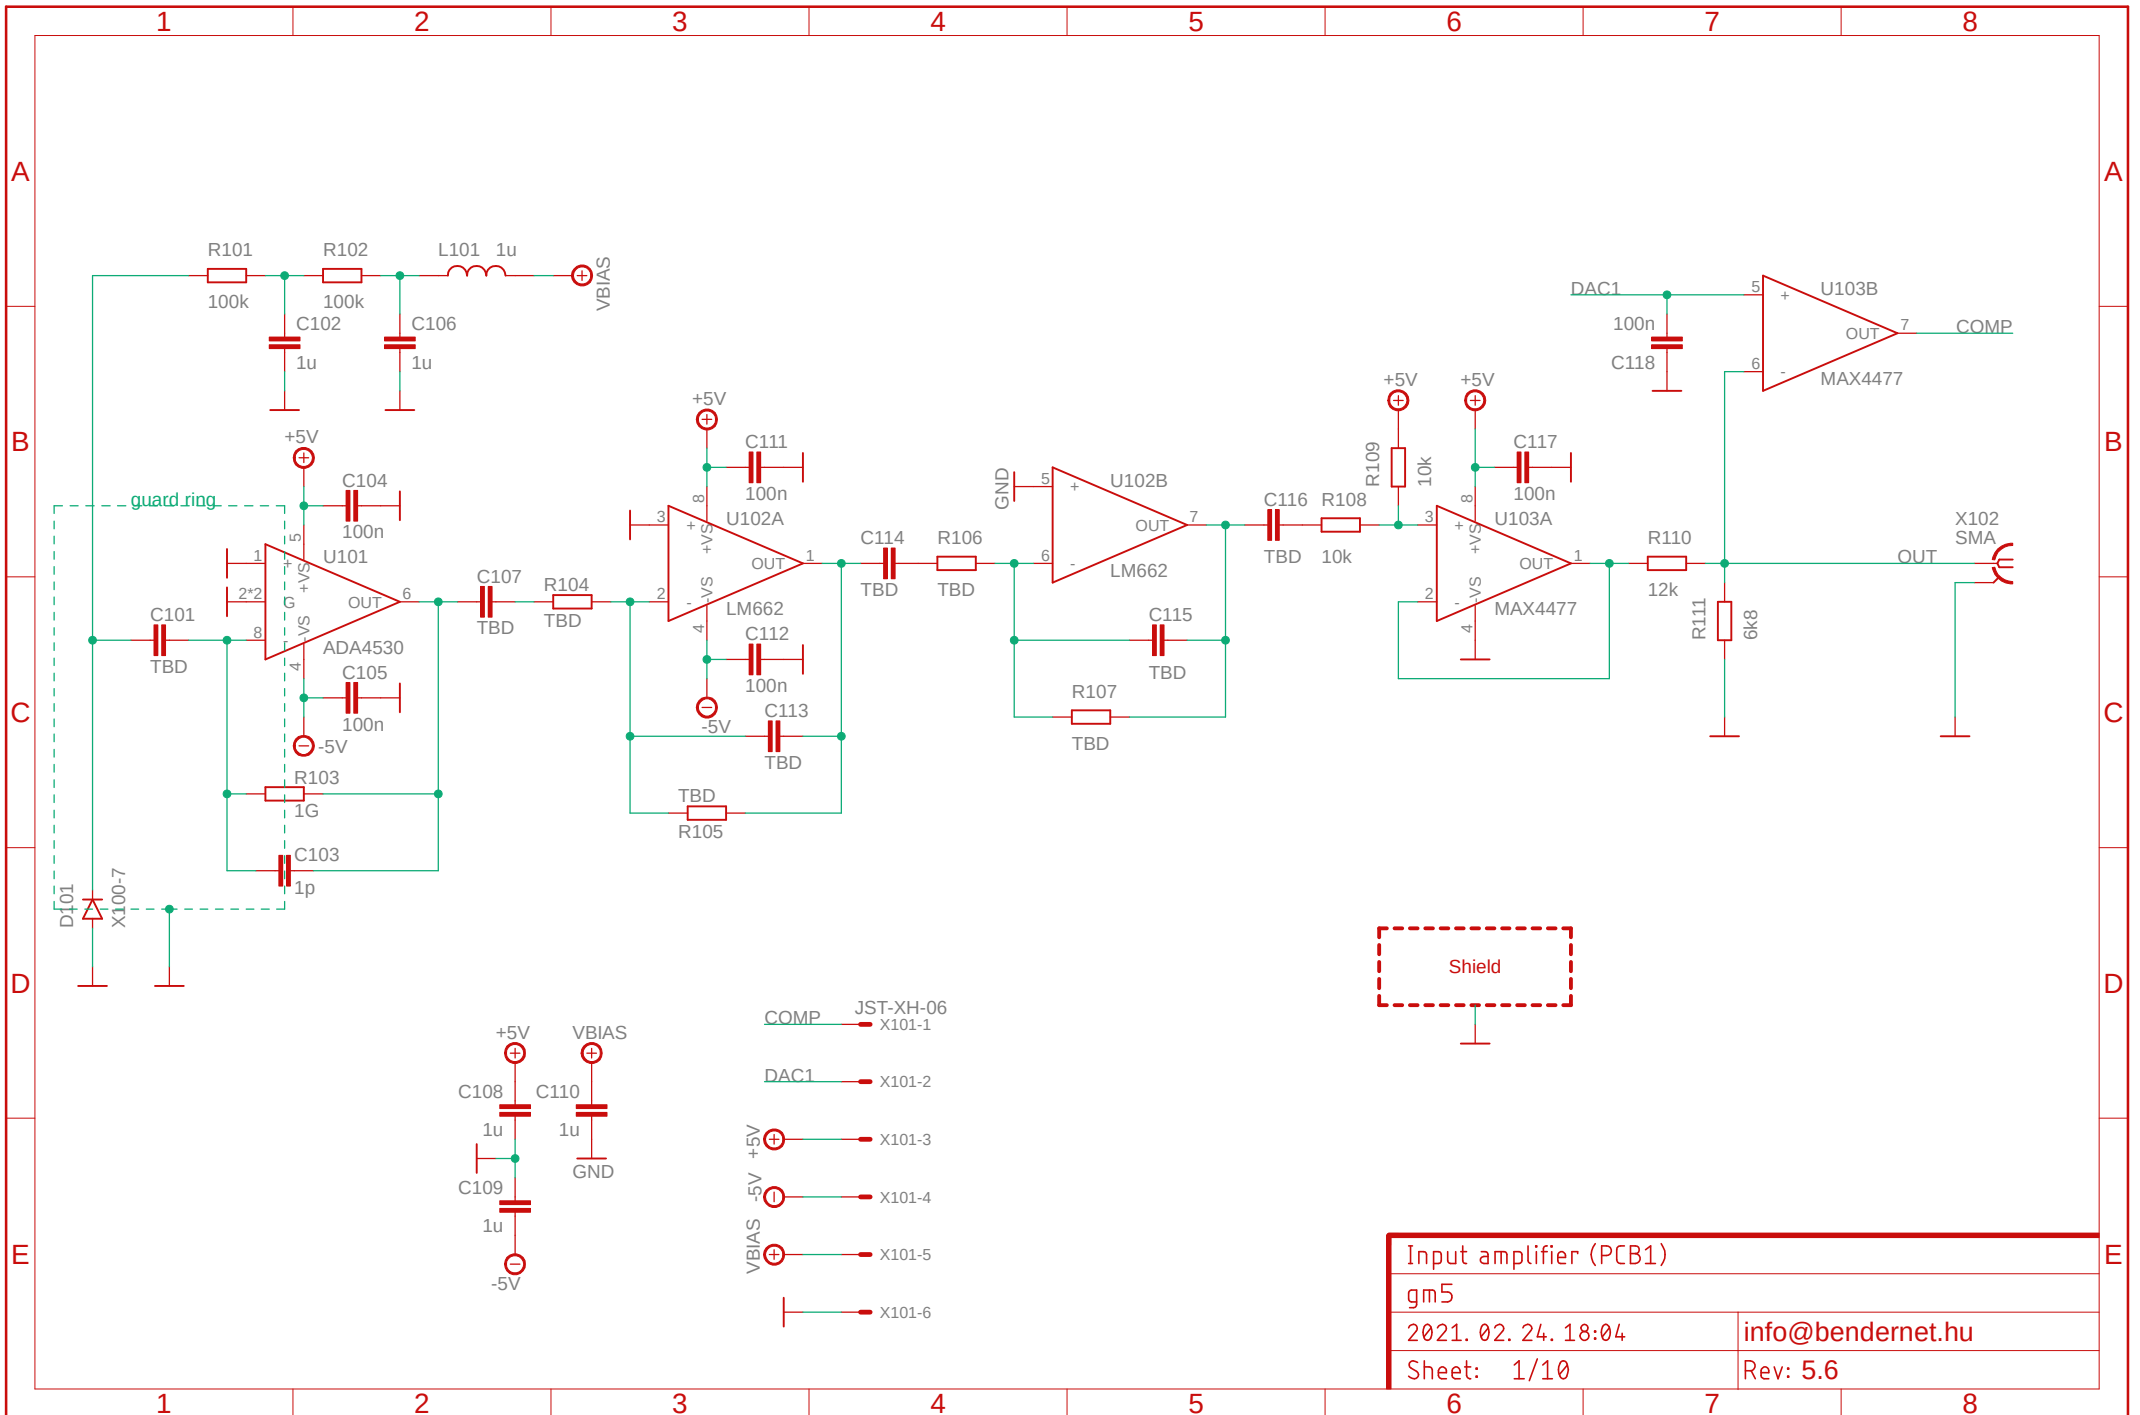 1 2 3 4 5 6 7 8
A A
R101 R102 L101 1u
VBIAS
100k 100k
C102 C106
1u 1u
DAC1 5 + U103B
100n
C118
OUT 7 COMP
6 -
MAX4477
B B
+5V
C104
100n
guard ring
5
1 + U101
+VS
2*2 G OUT 6
-VS
8 -
ADA4530
4
C101
TBD
C105
100n
-5V
R103
1G
C103
1p
D101
X100-7
C107
TBD
R104
TBD
+5V
C111
100n
8
3 + U102A
+VS
OUT 1
-VS
2 -
LM662
4
C112
100n
-5V
C113
TBD
TBD
R105
C114
TBD
R106
TBD
GND
5 + U102B
OUT 7
6 -
LM662
C115
TBD
R107
TBD
C116
TBD
R108
10k
+5V +5V
R109
10k
C117
100n
8
3 + U103A
+VS
OUT 1
-VS
2 -
MAX4477
4
R110
12k
R111
6k8
OUT
X102
SMA
C C
Shield
D D
+5V VBIAS
C108 C110
1u 1u
GND
C109
1u
-5V
JST-XH-06
COMP X101-1
DAC1 X101-2
+5V X101-3
-5V X101-4
VBIAS X101-5
X101-6
E E
Input amplifier (PCB1)
gm5
2021. 02. 24. 18:04 info@bendernet.hu
Sheet: 1/10 Rev: 5.6
1 2 3 4 5 6 7 8